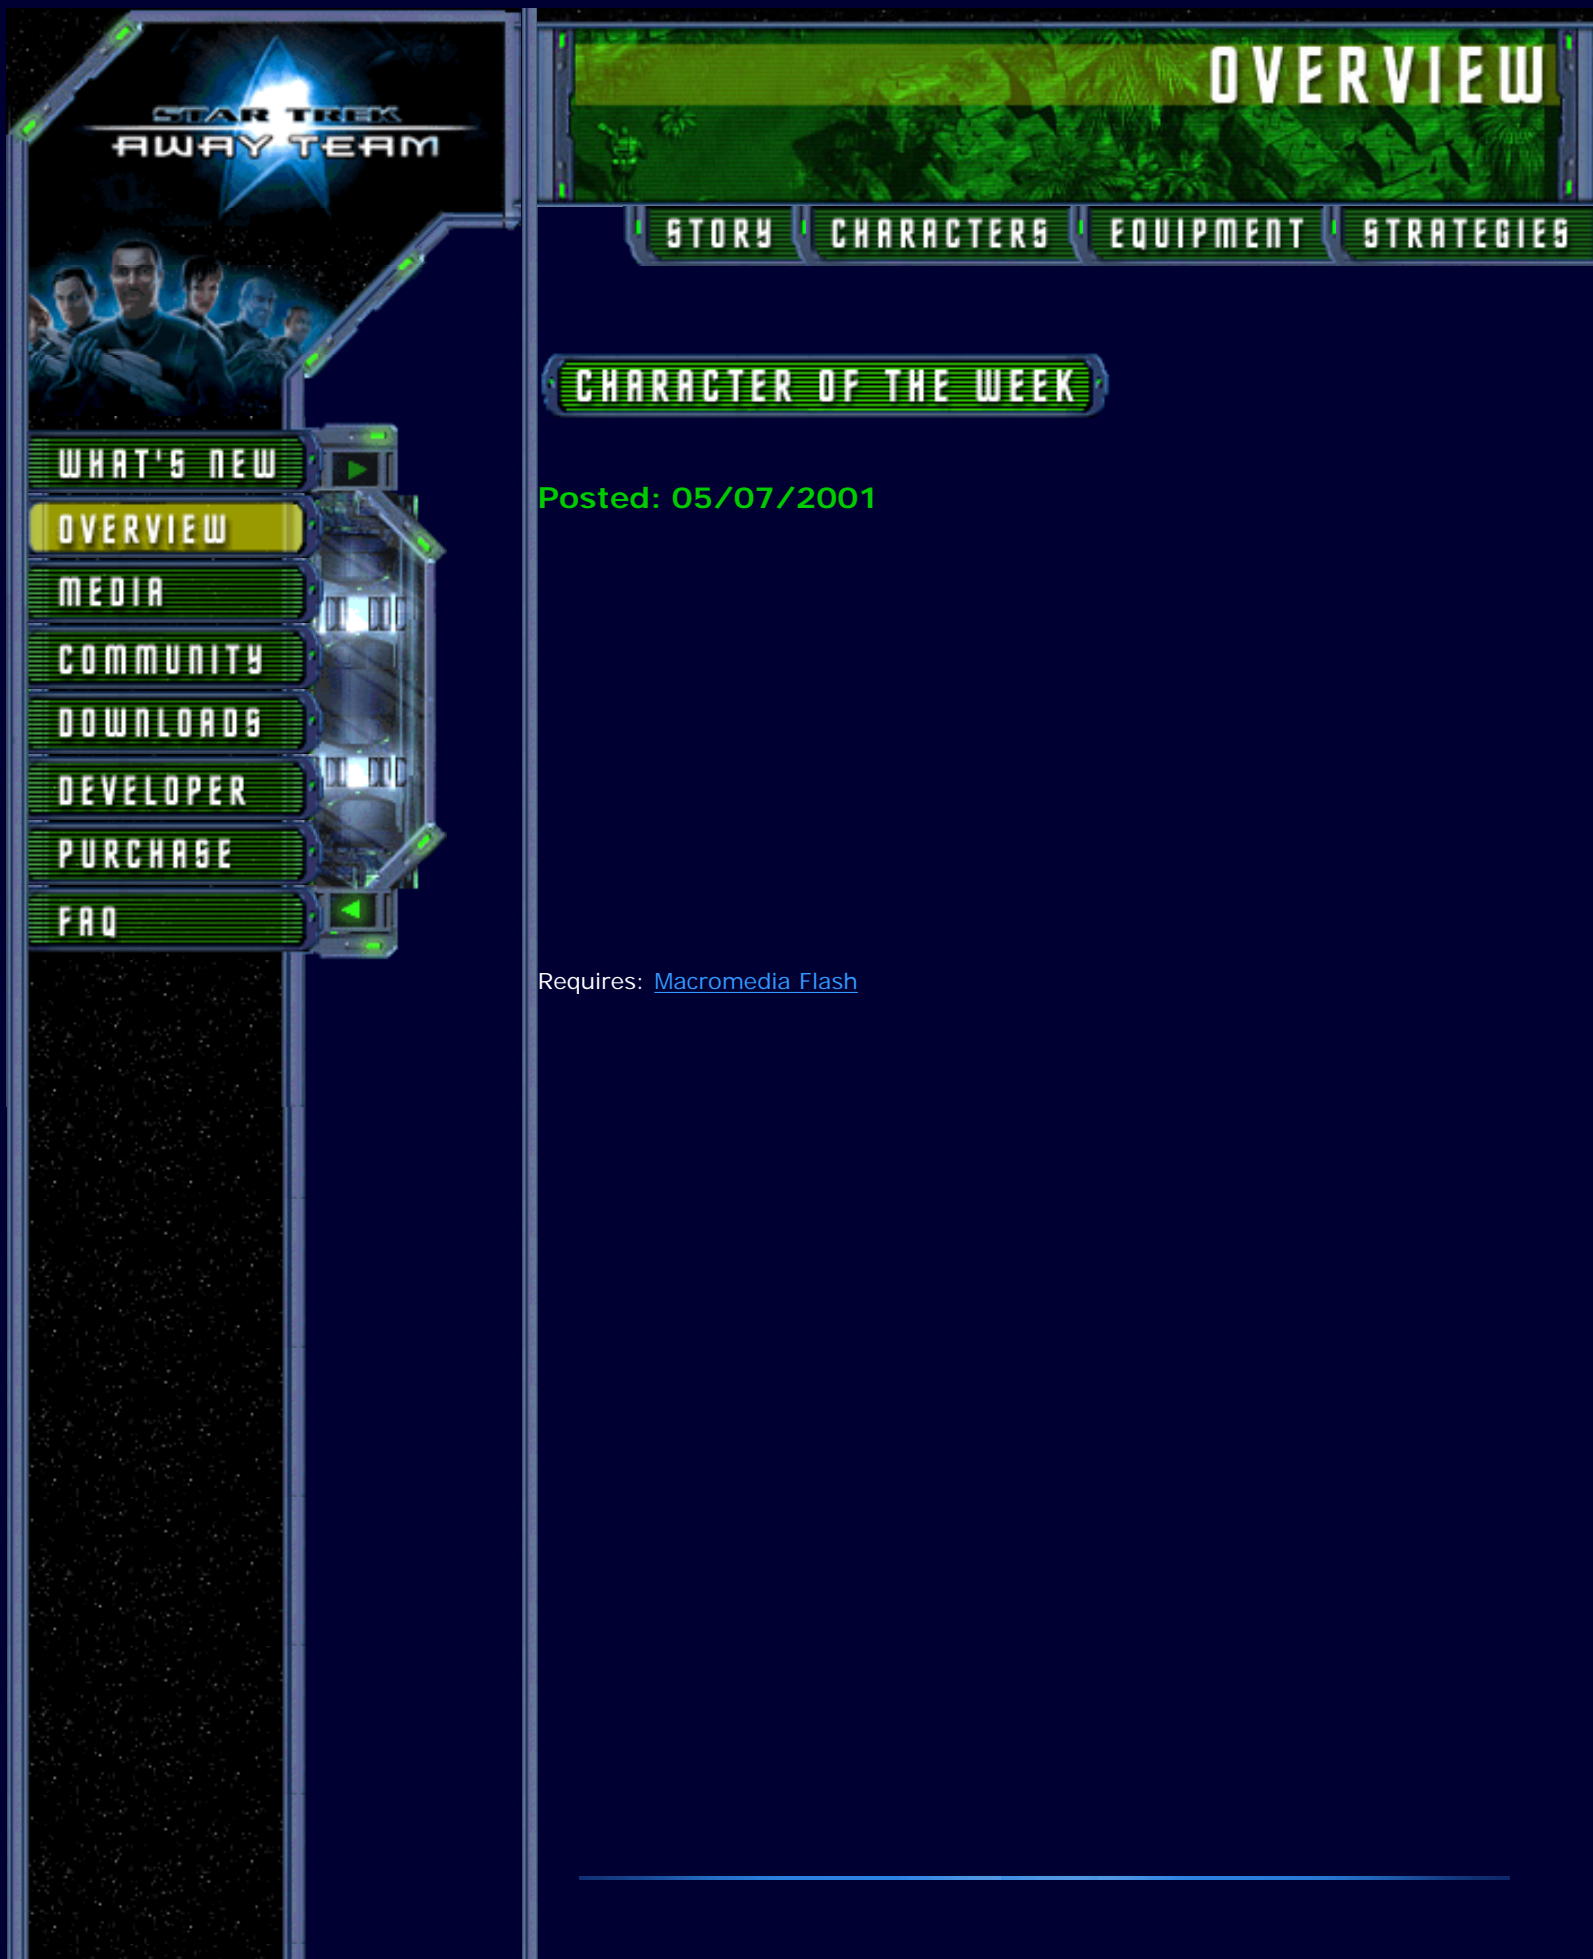 STAR TREK
AWAY TEAM
OVERVIEW
STORY CHARACTERS EQUIPMENT STRATEGIES
CHARACTER OF THE WEEK
WHAT'S NEW
OVERVIEW
MEDIA
COMMUNITY
DOWNLOADS
DEVELOPER
PURCHASE
FAQ
Posted: 05/07/2001
Requires: Macromedia Flash